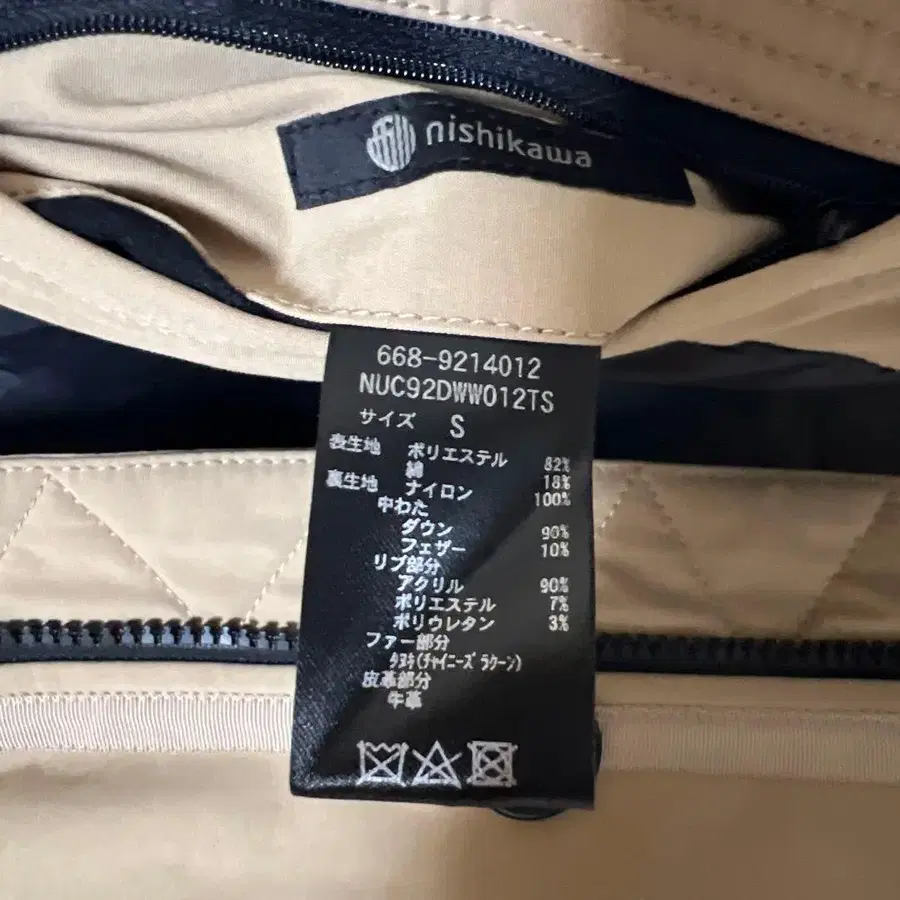 nishikawa
668-9214012
NUC92DWW012TS
サイズ S
表生地 ポリエステル 82%
綿 18%
裏生地 ナイロン 100%
中わた
ダウン 90%
フェザー 10%
リブ部分
アクリル 90%
ポリエステル 7%
ポリウレタン 3%
ファー部分
タヌキ(チャイニーズ ラクーン)
皮革部分
牛革